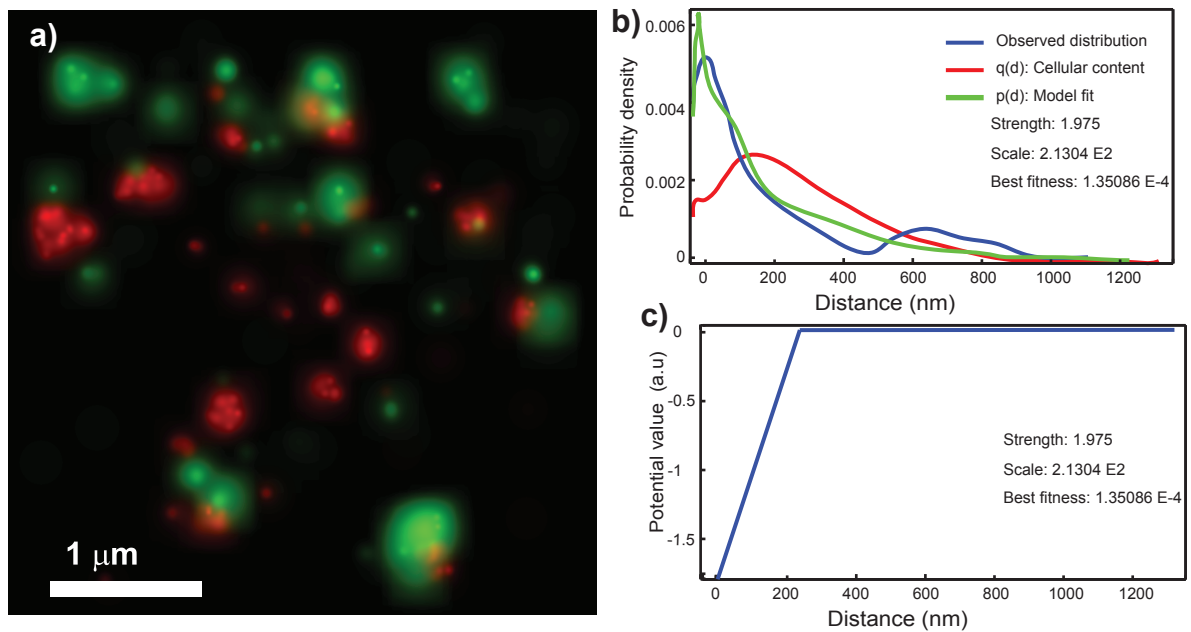 a)
1 μm
b)
Probability density
0.006
0.004
0.002
0
Observed distribution
q(d): Cellular content
p(d): Model fit
Strength: 1.975
Scale: 2.1304 E2
Best fitness: 1.35086 E-4
0 200 400 600 800 1000 1200
Distance (nm)
c)
Potential value (a.u)
0
-0.5
-1
-1.5
Strength: 1.975
Scale: 2.1304 E2
Best fitness: 1.35086 E-4
0 200 400 600 800 1000 1200
Distance (nm)